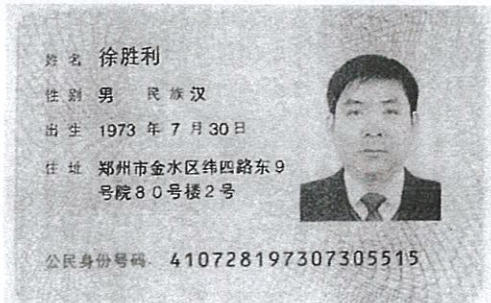 姓 名 徐胜利
性 别 男 民 族 汉
出 生 1973 年 7 月 30日
住 址 郑州市金水区纬四路东9
号院80号楼2号
公民身份号码 410728197307305515